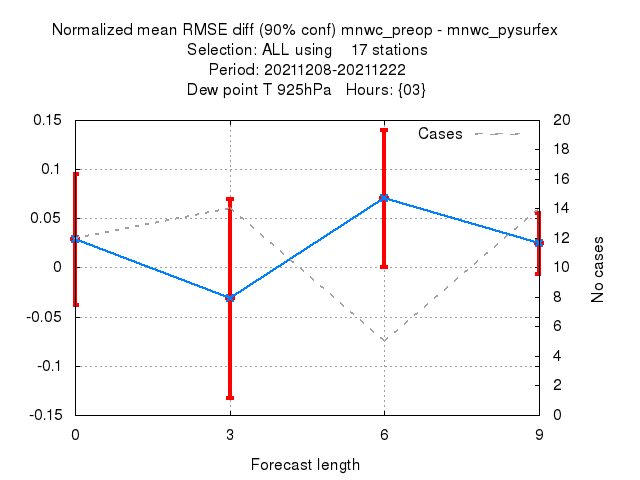 Normalized mean RMSE diff (90% conf) mnwc_preop - mnwc_pysurfex
Selection: ALL using 17 stations
Period: 20211208-20211222
Dew point T 925hPa Hours: {03}
Cases
0.15
0.1
0.05
0
-0.05
-0.1
-0.15
20
18
16
14
12
10
8
6
4
2
0
No cases
0 3 6 9
Forecast length